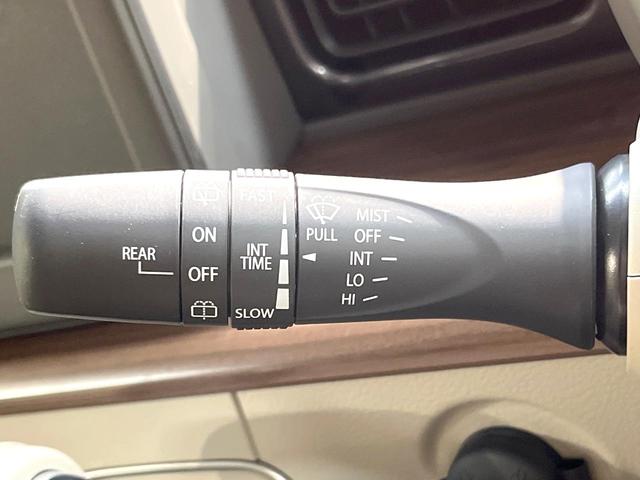 REAR
ON
OFF
FAST
INT
TIME
SLOW
PULL
MIST
OFF
INT
LO
HI